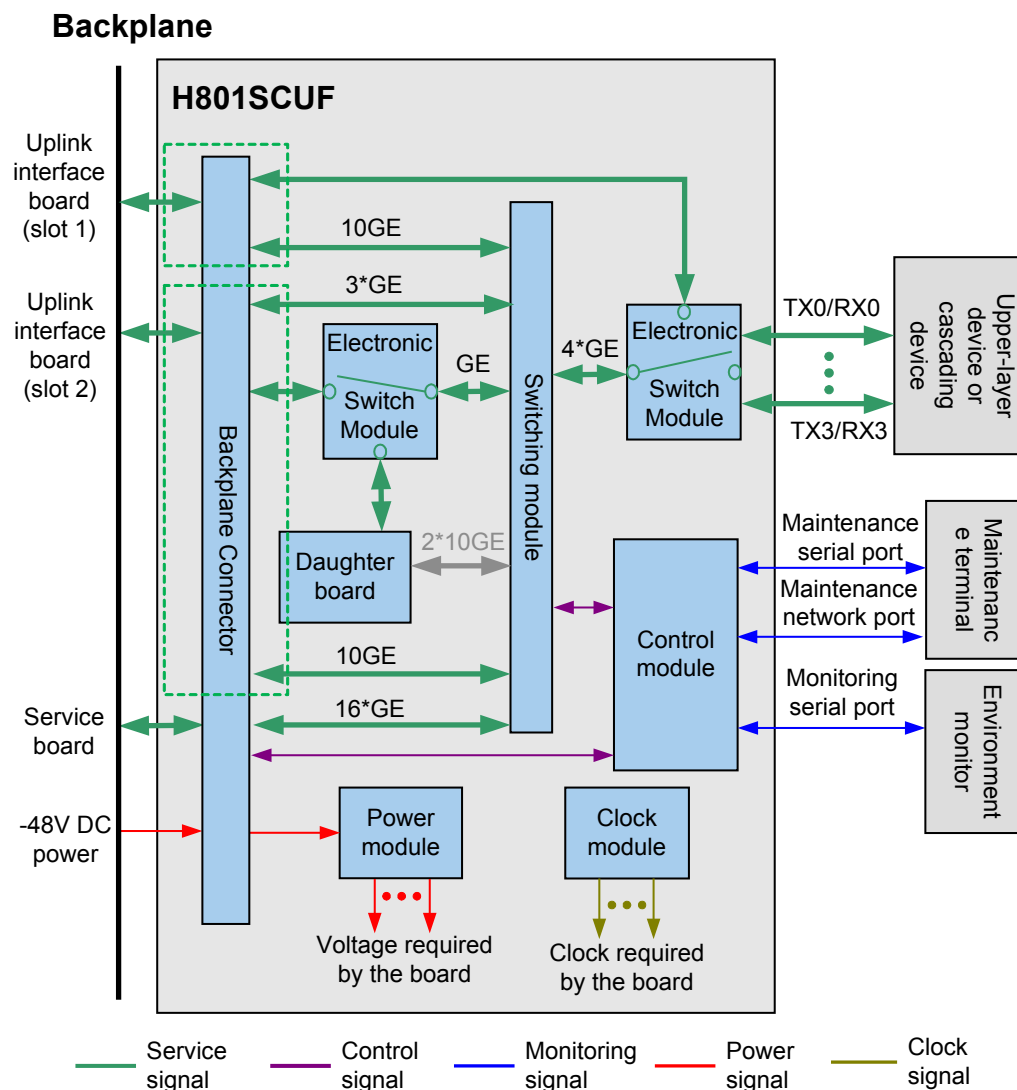 Backplane
H801SCUF
Uplink
interface
board
(slot 1)
10GE
3*GE
Uplink
interface
board
(slot 2)
Electronic
Switch
Module
GE
4*GE
Electronic
Switch
Module
TX0/RX0
TX3/RX3
Upper-layer
device or
cascading
device
Backplane Connector
Switching module
Daughter
board
2*10GE
Control
module
Maintenance
serial port
Maintenance
network port
Maintenanc
e terminal
Monitoring
serial port
Environment
monitor
10GE
16*GE
Service
board
-48V DC
power
Power
module
Clock
module
Voltage required
by the board
Clock required
by the board
Service
signal
Control
signal
Monitoring
signal
Power
signal
Clock
signal